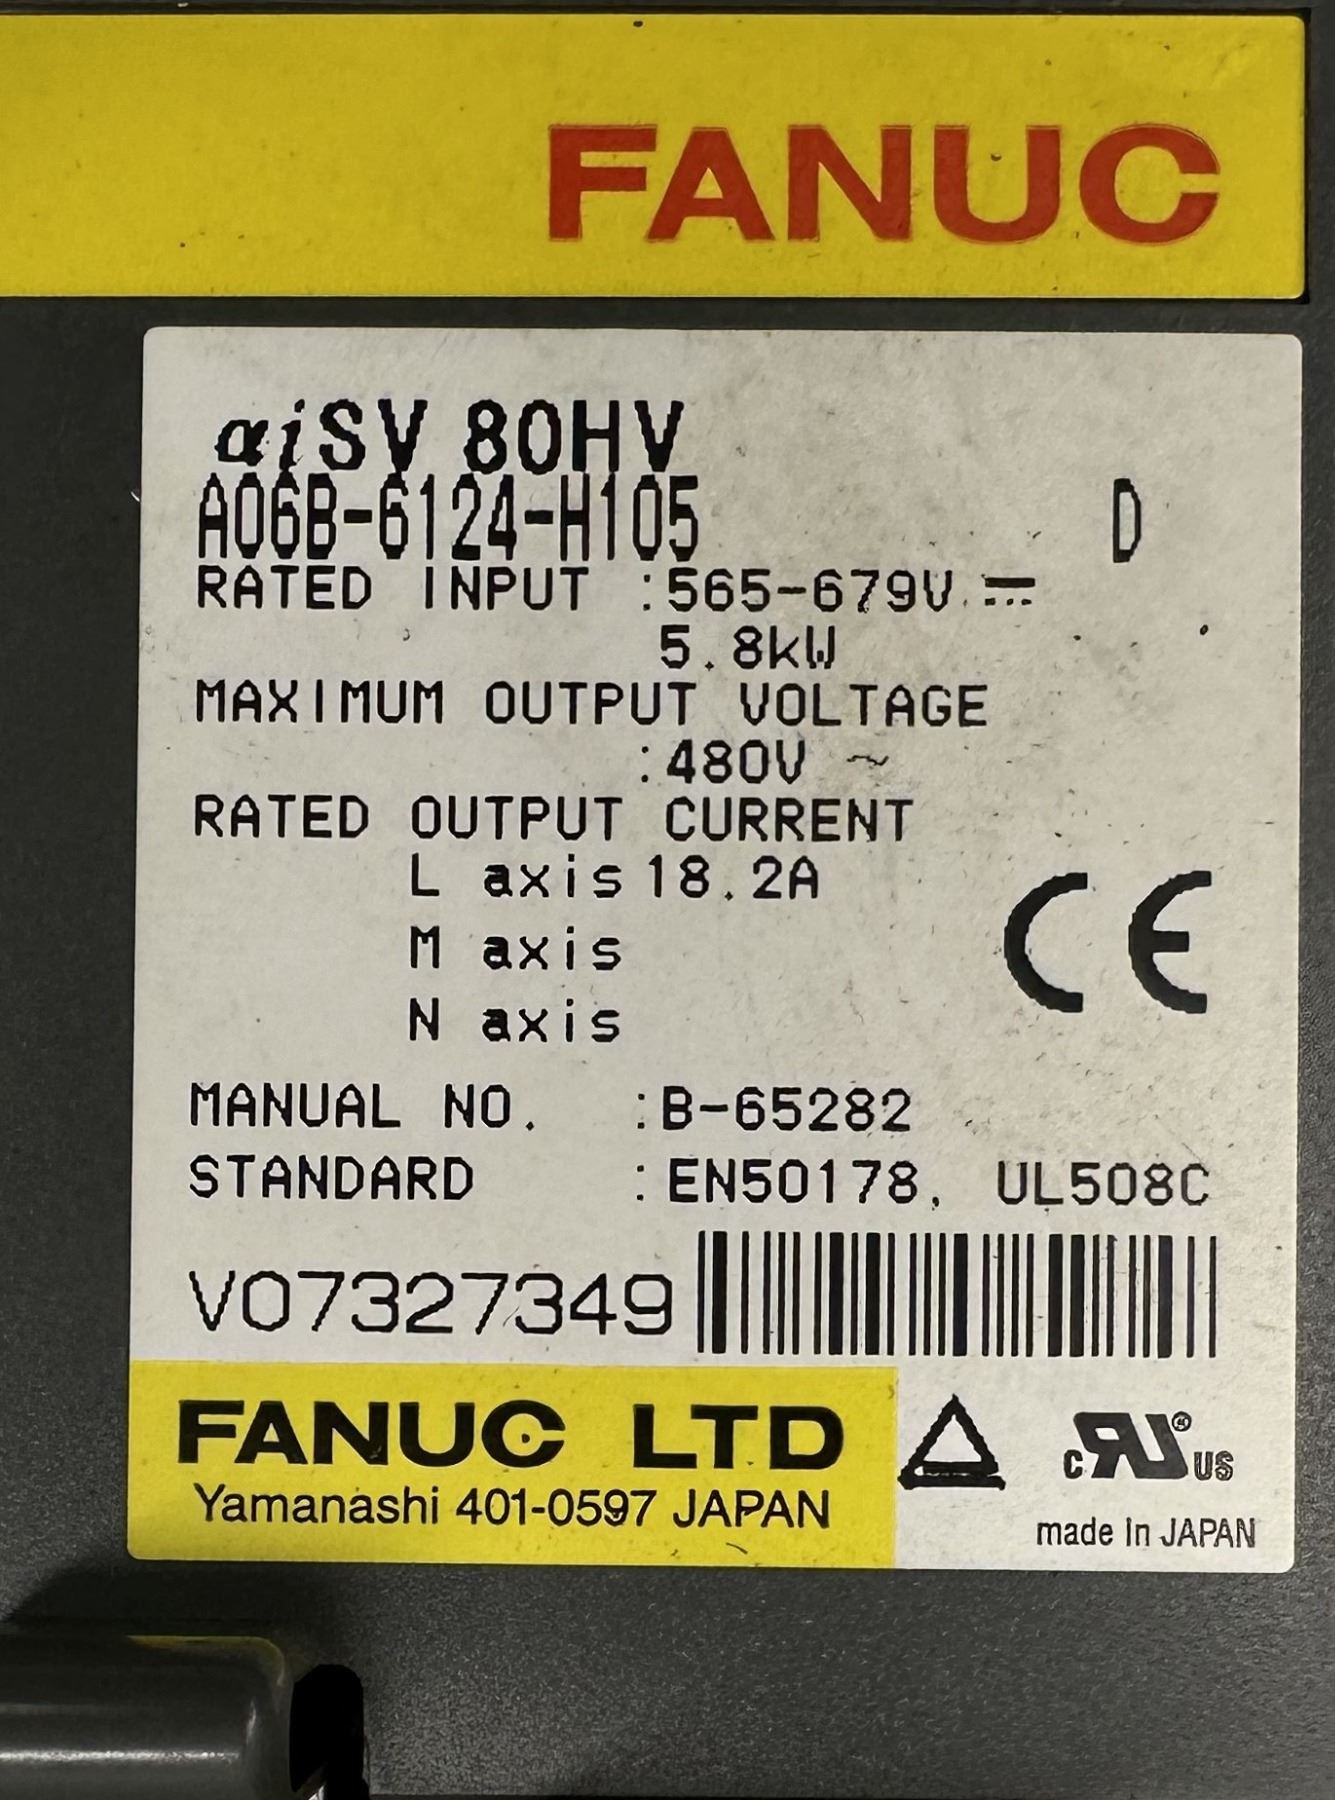 FANUC
αiSV 80HV
A06B-6124-H105 D
RATED INPUT :565-679V ⎓
5.8kW
MAXIMUM OUTPUT VOLTAGE
:480V ~
RATED OUTPUT CURRENT
L axis 18.2A
M axis
N axis
CE
MANUAL NO. :B-65282
STANDARD :EN50178, UL508C
V07327349
FANUC LTD
Yamanashi 401-0597 JAPAN
c RU ® US
made in JAPAN